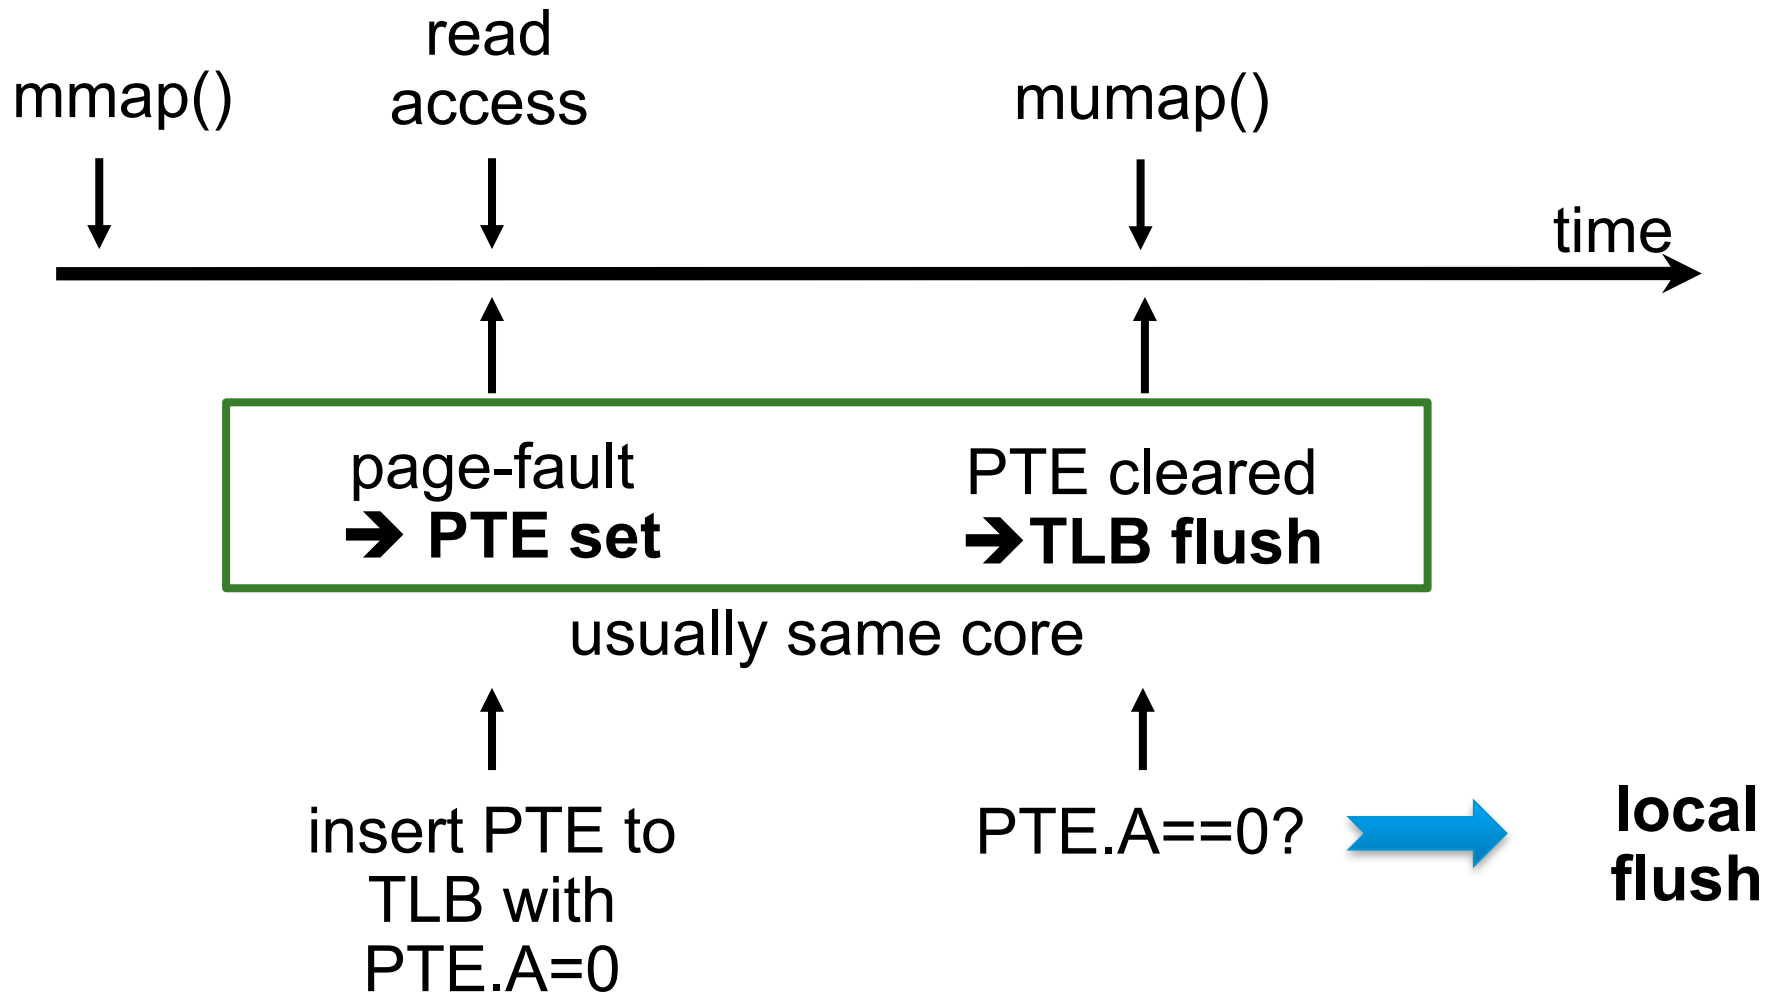 read
access
mmap()
mumap()
time
page-fault
➔ PTE set
PTE cleared
➔TLB flush
usually same core
insert PTE to
TLB with
PTE.A=0
PTE.A==0?
local
flush